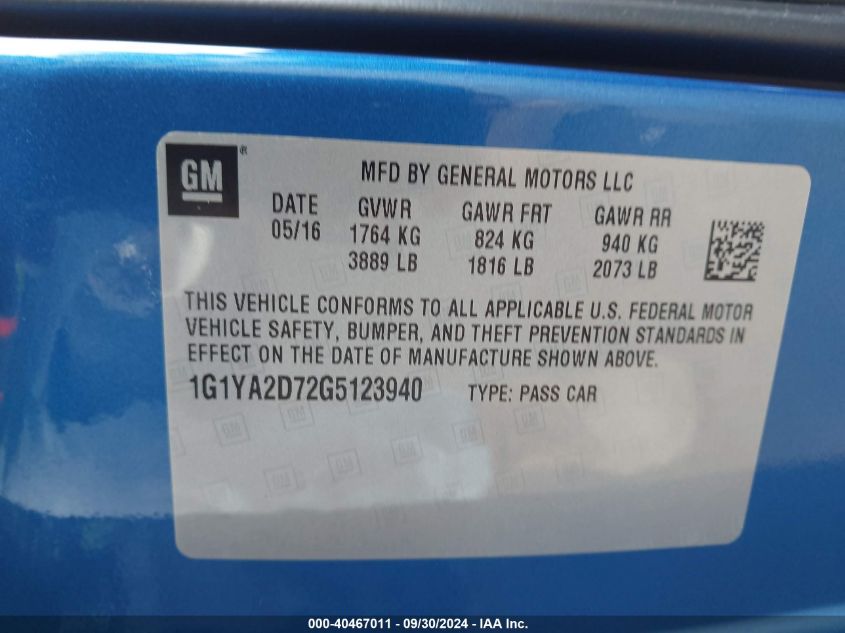 GM®
MFD BY GENERAL MOTORS LLC
DATE GVWR GAWR FRT GAWR RR
05/16 1764 KG 824 KG 940 KG
3889 LB 1816 LB 2073 LB
THIS VEHICLE CONFORMS TO ALL APPLICABLE U.S. FEDERAL MOTOR
VEHICLE SAFETY, BUMPER, AND THEFT PREVENTION STANDARDS IN
EFFECT ON THE DATE OF MANUFACTURE SHOWN ABOVE.
1G1YA2D72G5123940 TYPE: PASS CAR
000-40467011 - 09/30/2024 - IAA Inc.